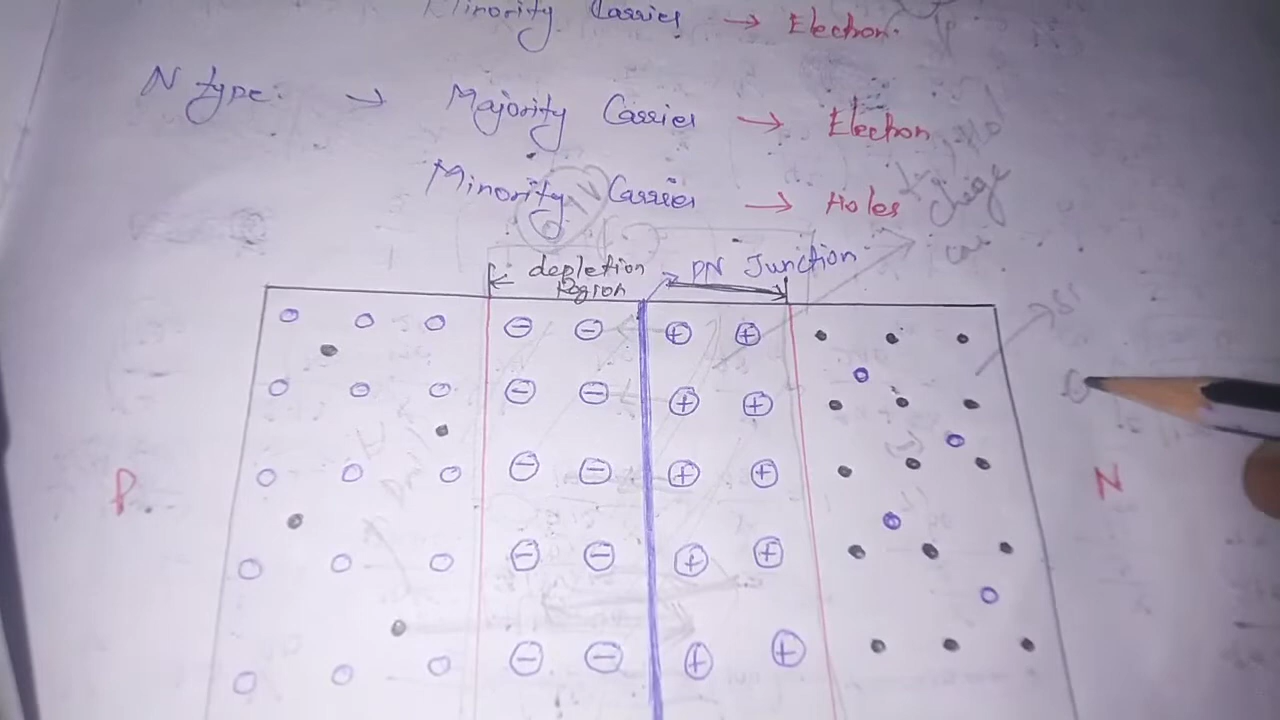 Minority Carrier → Electron.
N type: → Majority Carrier → Electron
Minority Carrier → Holes
depletion Region
PN Junction
P
N